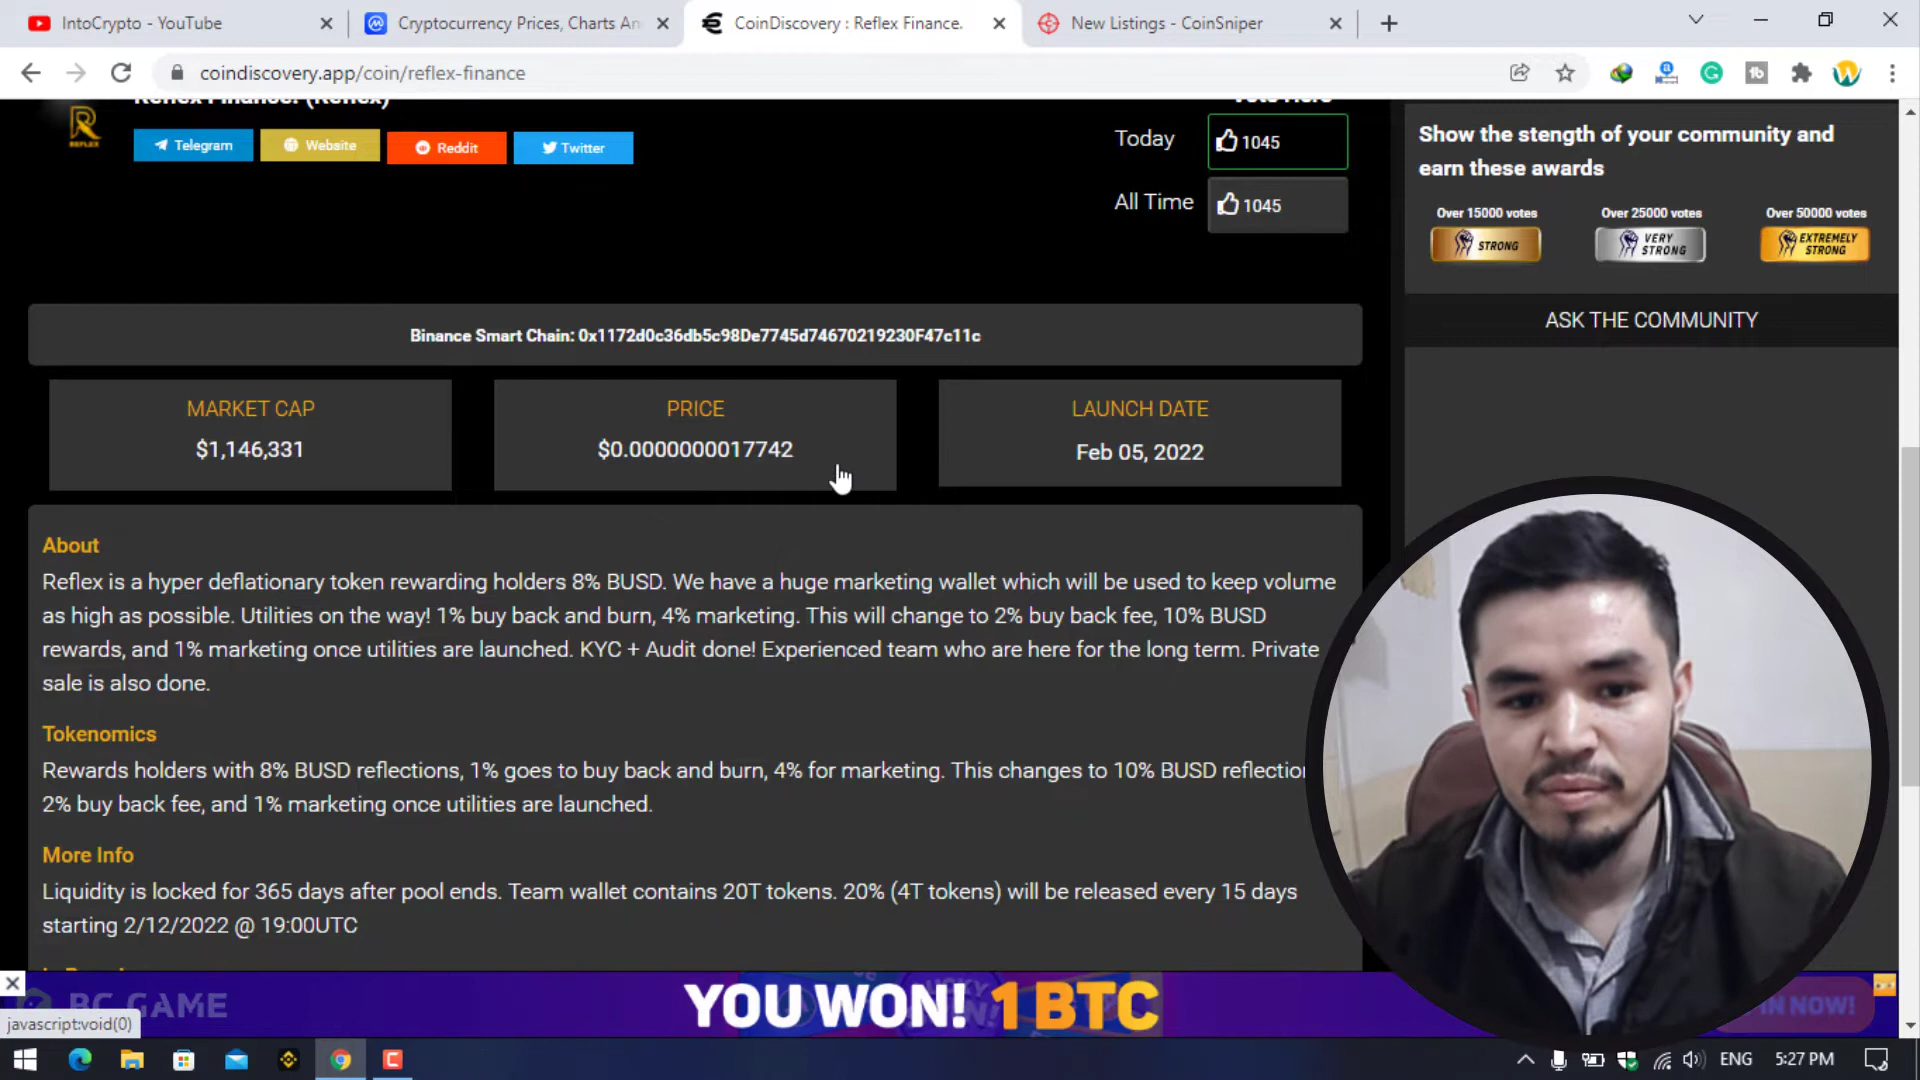 IntoCrypto - YouTube
Cryptocurrency Prices, Charts An
CoinDiscovery : Reflex Finance.
New Listings - CoinSniper
coindiscovery.app/coin/reflex-finance
Reflex Finance. (Reflex)
Vote Here
REFLEX
Telegram
Website
Reddit
Twitter
Today
1045
All Time
1045
Show the stength of your community and
earn these awards
Over 15000 votes
Over 25000 votes
Over 50000 votes
STRONG
VERY
STRONG
EXTREMELY
STRONG
ASK THE COMMUNITY
Binance Smart Chain: 0x1172d0c36db5c98De7745d74670219230F47c11c
MARKET CAP
$1,146,331
PRICE
$0.0000000017742
LAUNCH DATE
Feb 05, 2022
About
Reflex is a hyper deflationary token rewarding holders 8% BUSD. We have a huge marketing wallet which will be used to keep volume
as high as possible. Utilities on the way! 1% buy back and burn, 4% marketing. This will change to 2% buy back fee, 10% BUSD
rewards, and 1% marketing once utilities are launched. KYC + Audit done! Experienced team who are here for the long term. Private
sale is also done.
Tokenomics
Rewards holders with 8% BUSD reflections, 1% goes to buy back and burn, 4% for marketing. This changes to 10% BUSD reflection
2% buy back fee, and 1% marketing once utilities are launched.
More Info
Liquidity is locked for 365 days after pool ends. Team wallet contains 20T tokens. 20% (4T tokens) will be released every 15 days
starting 2/12/2022 @ 19:00UTC
BC.GAME
YOU WON! 1 BTC
IN NOW!
javascript:void(0)
ENG
5:27 PM